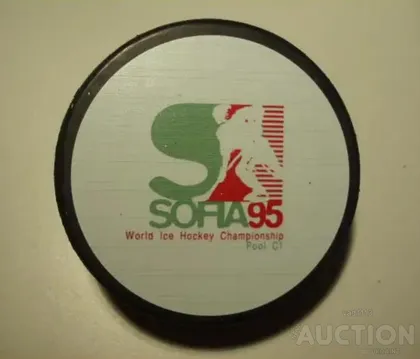 S
SOFIA95
World Ice Hockey Championship
Pool C1
AUCTION